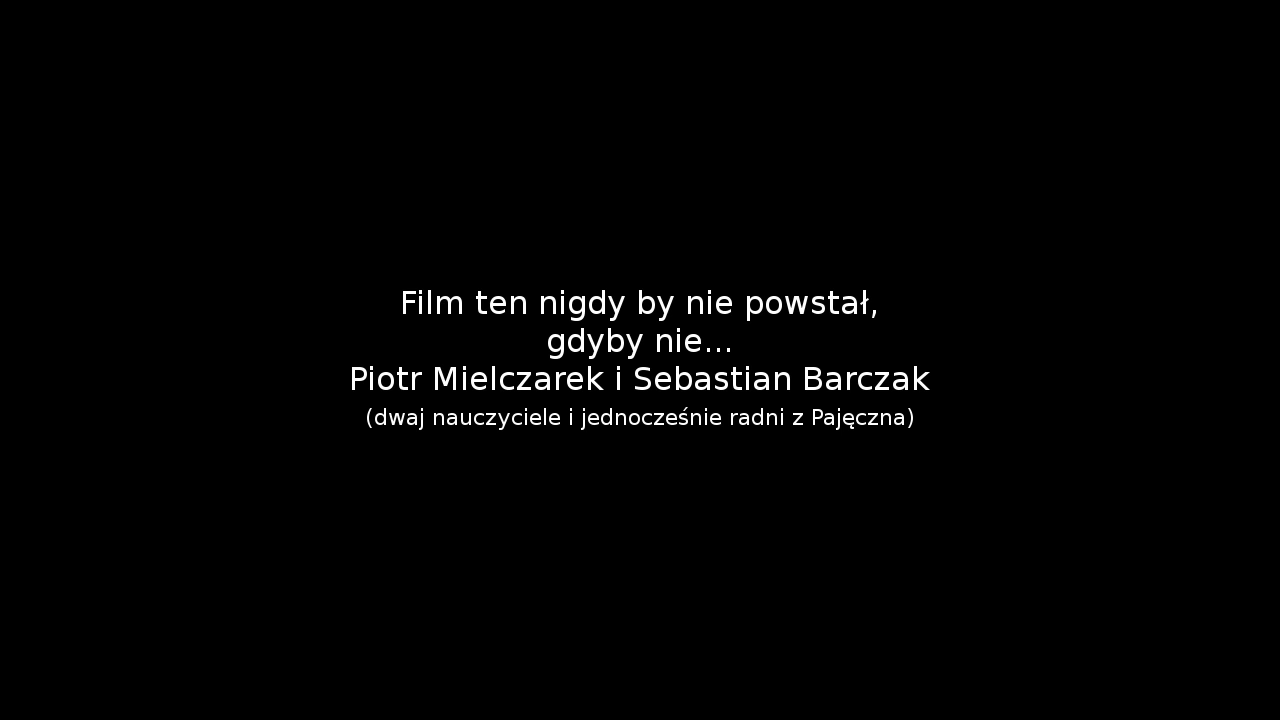 Film ten nigdy by nie powstał,
gdyby nie...
Piotr Mielczarek i Sebastian Barczak
(dwaj nauczyciele i jednocześnie radni z Pajęczna)